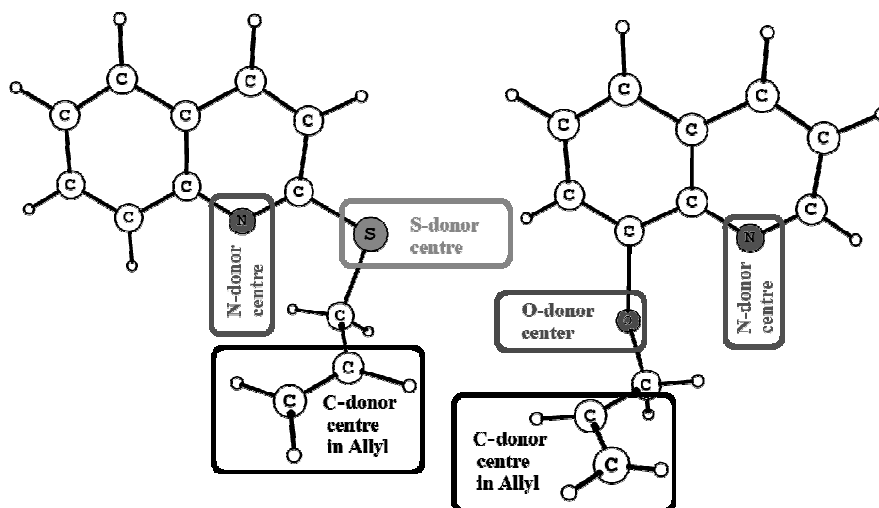 C C
C C C
C C C
C N
S
S-donor
centre
N-donor
centre
C
C
C
C-donor
centre
in Allyl
C C
C C C
C C C
C N
O-donor
center
N-donor
centre
C
C
C
C-donor
centre
in Allyl